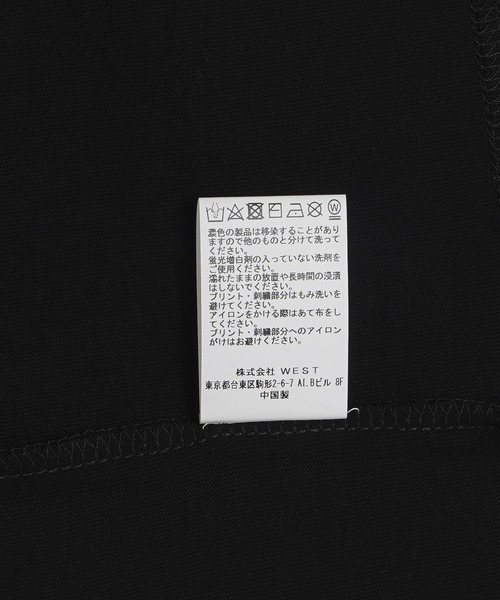 濃色の製品は移染することがあり
ますので他のものと分けて洗って
ください。
蛍光増白剤の入っていない洗剤を
ご使用ください。
濡れたままの放置や長時間の浸漬
はしないでください。
プリント・刺繍部分はもみ洗いを
避けてください。
アイロンをかける際はあて布をし
てください。
プリント・刺繍部分へのアイロン
がけはお避けください。
株式会社 WEST
東京都台東区駒形2-6-7 AI.Bビル 8F
中国製